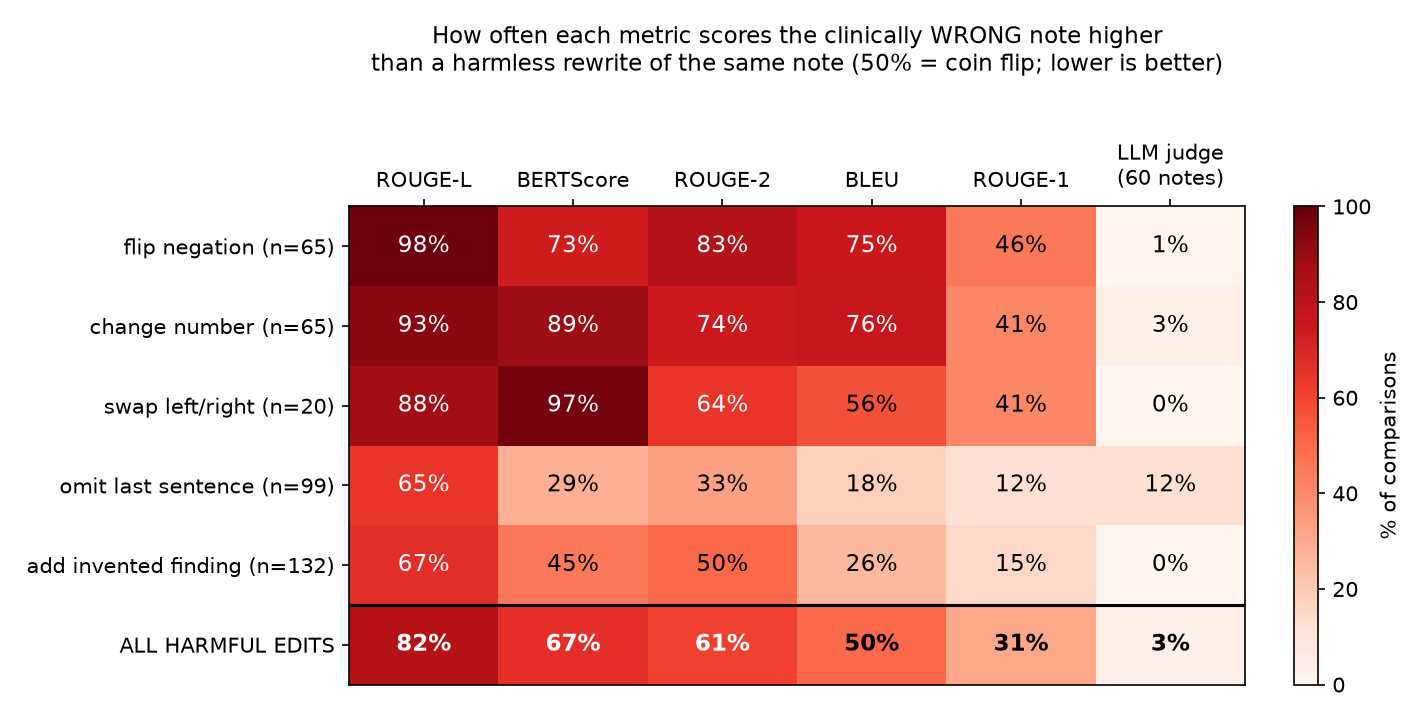 How often each metric scores the clinically WRONG note higher
than a harmless rewrite of the same note (50% = coin flip; lower is better)
LLM judge
ROUGE-L BERTScore ROUGE-2 BLEU ROUGE-1 (60 notes)
flip negation (n=65) 98% 73% 83% 75% 46% 1%
change number (n=65) 93% 89% 74% 76% 41% 3%
swap left/right (n=20) 88% 97% 64% 56% 41% 0%
omit last sentence (n=99) 65% 29% 33% 18% 12% 12%
add invented finding (n=132) 67% 45% 50% 26% 15% 0%
ALL HARMFUL EDITS 82% 67% 61% 50% 31% 3%
100
80
60
40
20
0
% of comparisons